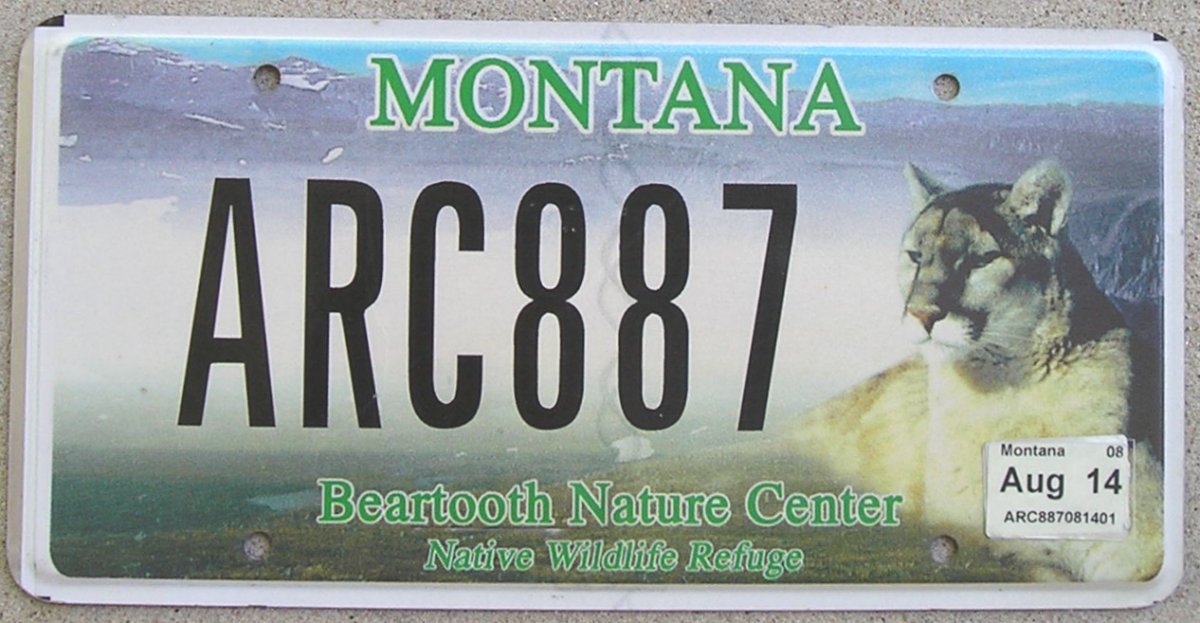 MONTANA
ARC887
Beartooth Nature Center
Native Wildlife Refuge
Montana 08
Aug 14
ARC887081401